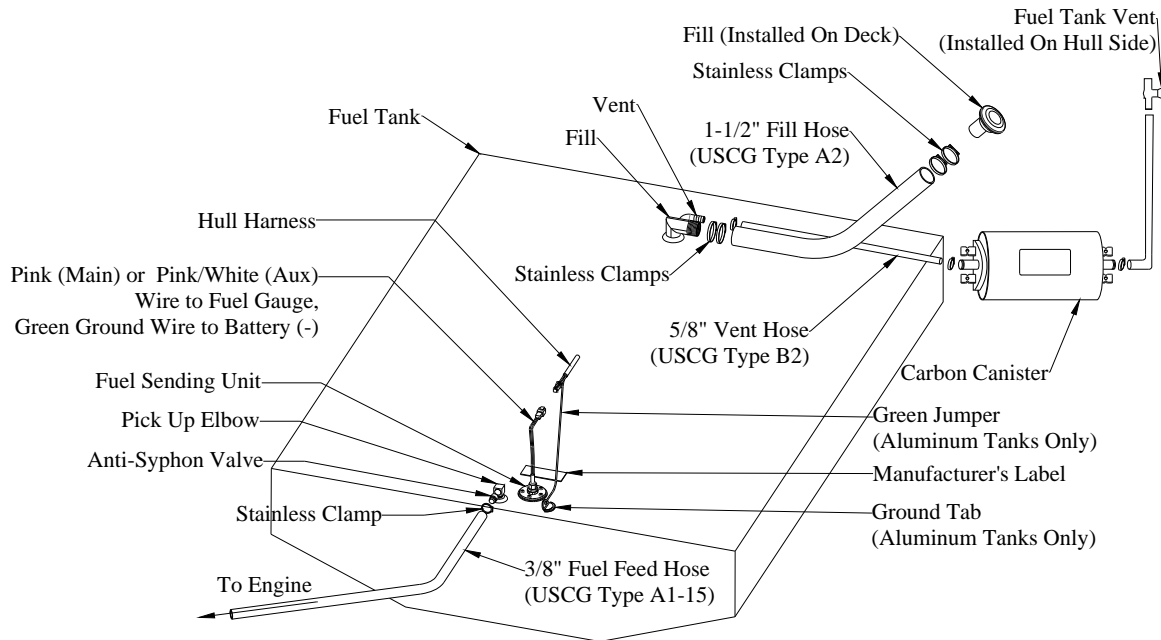 Fuel Tank Vent
(Installed On Hull Side)
Fill (Installed On Deck)
Stainless Clamps
Vent
Fuel Tank
Fill
1-1/2" Fill Hose
(USCG Type A2)
Hull Harness
Stainless Clamps
Pink (Main) or  Pink/White (Aux)
Wire to Fuel Gauge,
Green Ground Wire to Battery (-)
5/8" Vent Hose
(USCG Type B2)
Carbon Canister
Fuel Sending Unit
Pick Up Elbow
Anti-Syphon Valve
Stainless Clamp
Green Jumper
(Aluminum Tanks Only)
Manufacturer's Label
Ground Tab
(Aluminum Tanks Only)
3/8" Fuel Feed Hose
(USCG Type A1-15)
To Engine